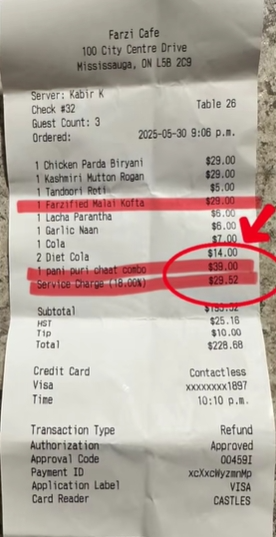 Farzi Cafe
100 City Centre Drive
Mississauga, ON L5B 2C9
Server: Kabir K
Check #32 Table 26
Guest Count: 3
Ordered: 2025-05-30 9:06 p.m.
1 Chicken Parda Biryani $29.00
1 Kashmiri Mutton Rogan $29.00
1 Tandoori Roti $5.00
1 Farzified Malai Kofta $29.00
1 Lacha Parantha $6.00
1 Garlic Naan $6.00
1 Cola $7.00
2 Diet Cola $14.00
1 pani puri chaat combo $39.00
Service Charge (18.00%) $29.52
Subtotal $193.52
HST $25.16
Tip $10.00
Total $228.68
Credit Card Contactless
Visa xxxxxxxx1897
Time 10:10 p.m.
Transaction Type Refund
Authorization Approved
Approval Code 00459I
Payment ID xcXxcWyzmnMp
Application Label VISA
Card Reader CASTLES